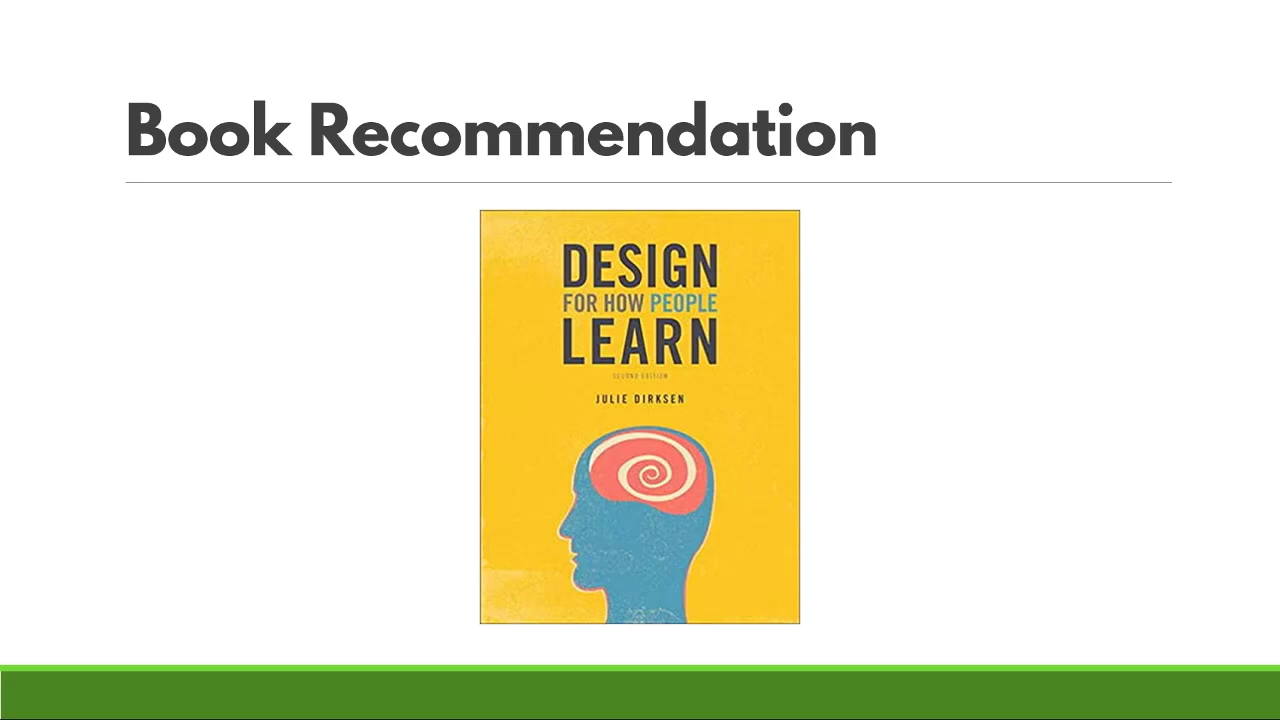 Book Recommendation
DESIGN
FOR HOW PEOPLE
LEARN
SECOND EDITION
JULIE DIRKSEN